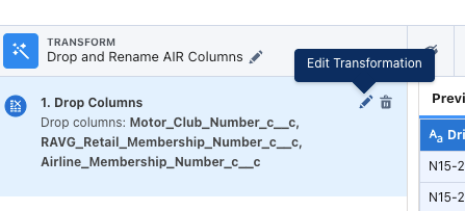 TRANSFORM
Drop and Rename AIR Columns
Edit Transformation
1. Drop Columns
Drop columns: Motor_Club_Number_c__c,
RAVG_Retail_Membership_Number_c__c,
Airline_Membership_Number_c__c
Previ
Aa Dri
N15-2
N15-2